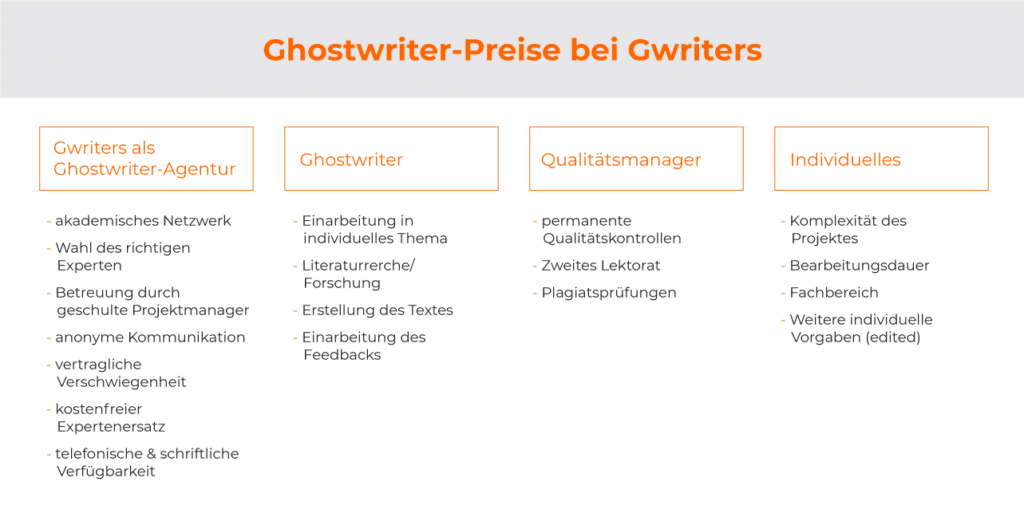 Ghostwriter-Preise bei Gwriters
Gwriters als
Ghostwriter-Agentur
- akademisches Netzwerk
- Wahl des richtigen
Experten
- Betreuung durch
geschulte Projektmanager
- anonyme Kommunikation
- vertragliche
Verschwiegenheit
- kostenfreier
Expertenersatz
- telefonische & schriftliche
Verfügbarkeit
Ghostwriter
- Einarbeitung in
individuelles Thema
- Literaturrerche/
Forschung
- Erstellung des Textes
- Einarbeitung des
Feedbacks
Qualitätsmanager
- permanente
Qualitätskontrollen
- Zweites Lektorat
- Plagiatsprüfungen
Individuelles
- Komplexität des
Projektes
- Bearbeitungsdauer
- Fachbereich
- Weitere individuelle
Vorgaben (edited)